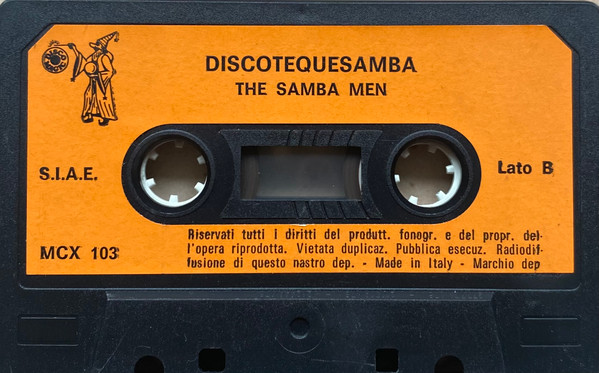 DISCOTEQUESAMBA
THE SAMBA MEN
S.I.A.E.
Lato B
MCX 103
Riservati tutti i diritti del produtt. fonogr. e del propr. del-
l'opera riprodotta. Vietata duplicaz. Pubblica esecuz. Radiodif-
fusione di questo nastro dep. - Made in Italy - Marchio dep